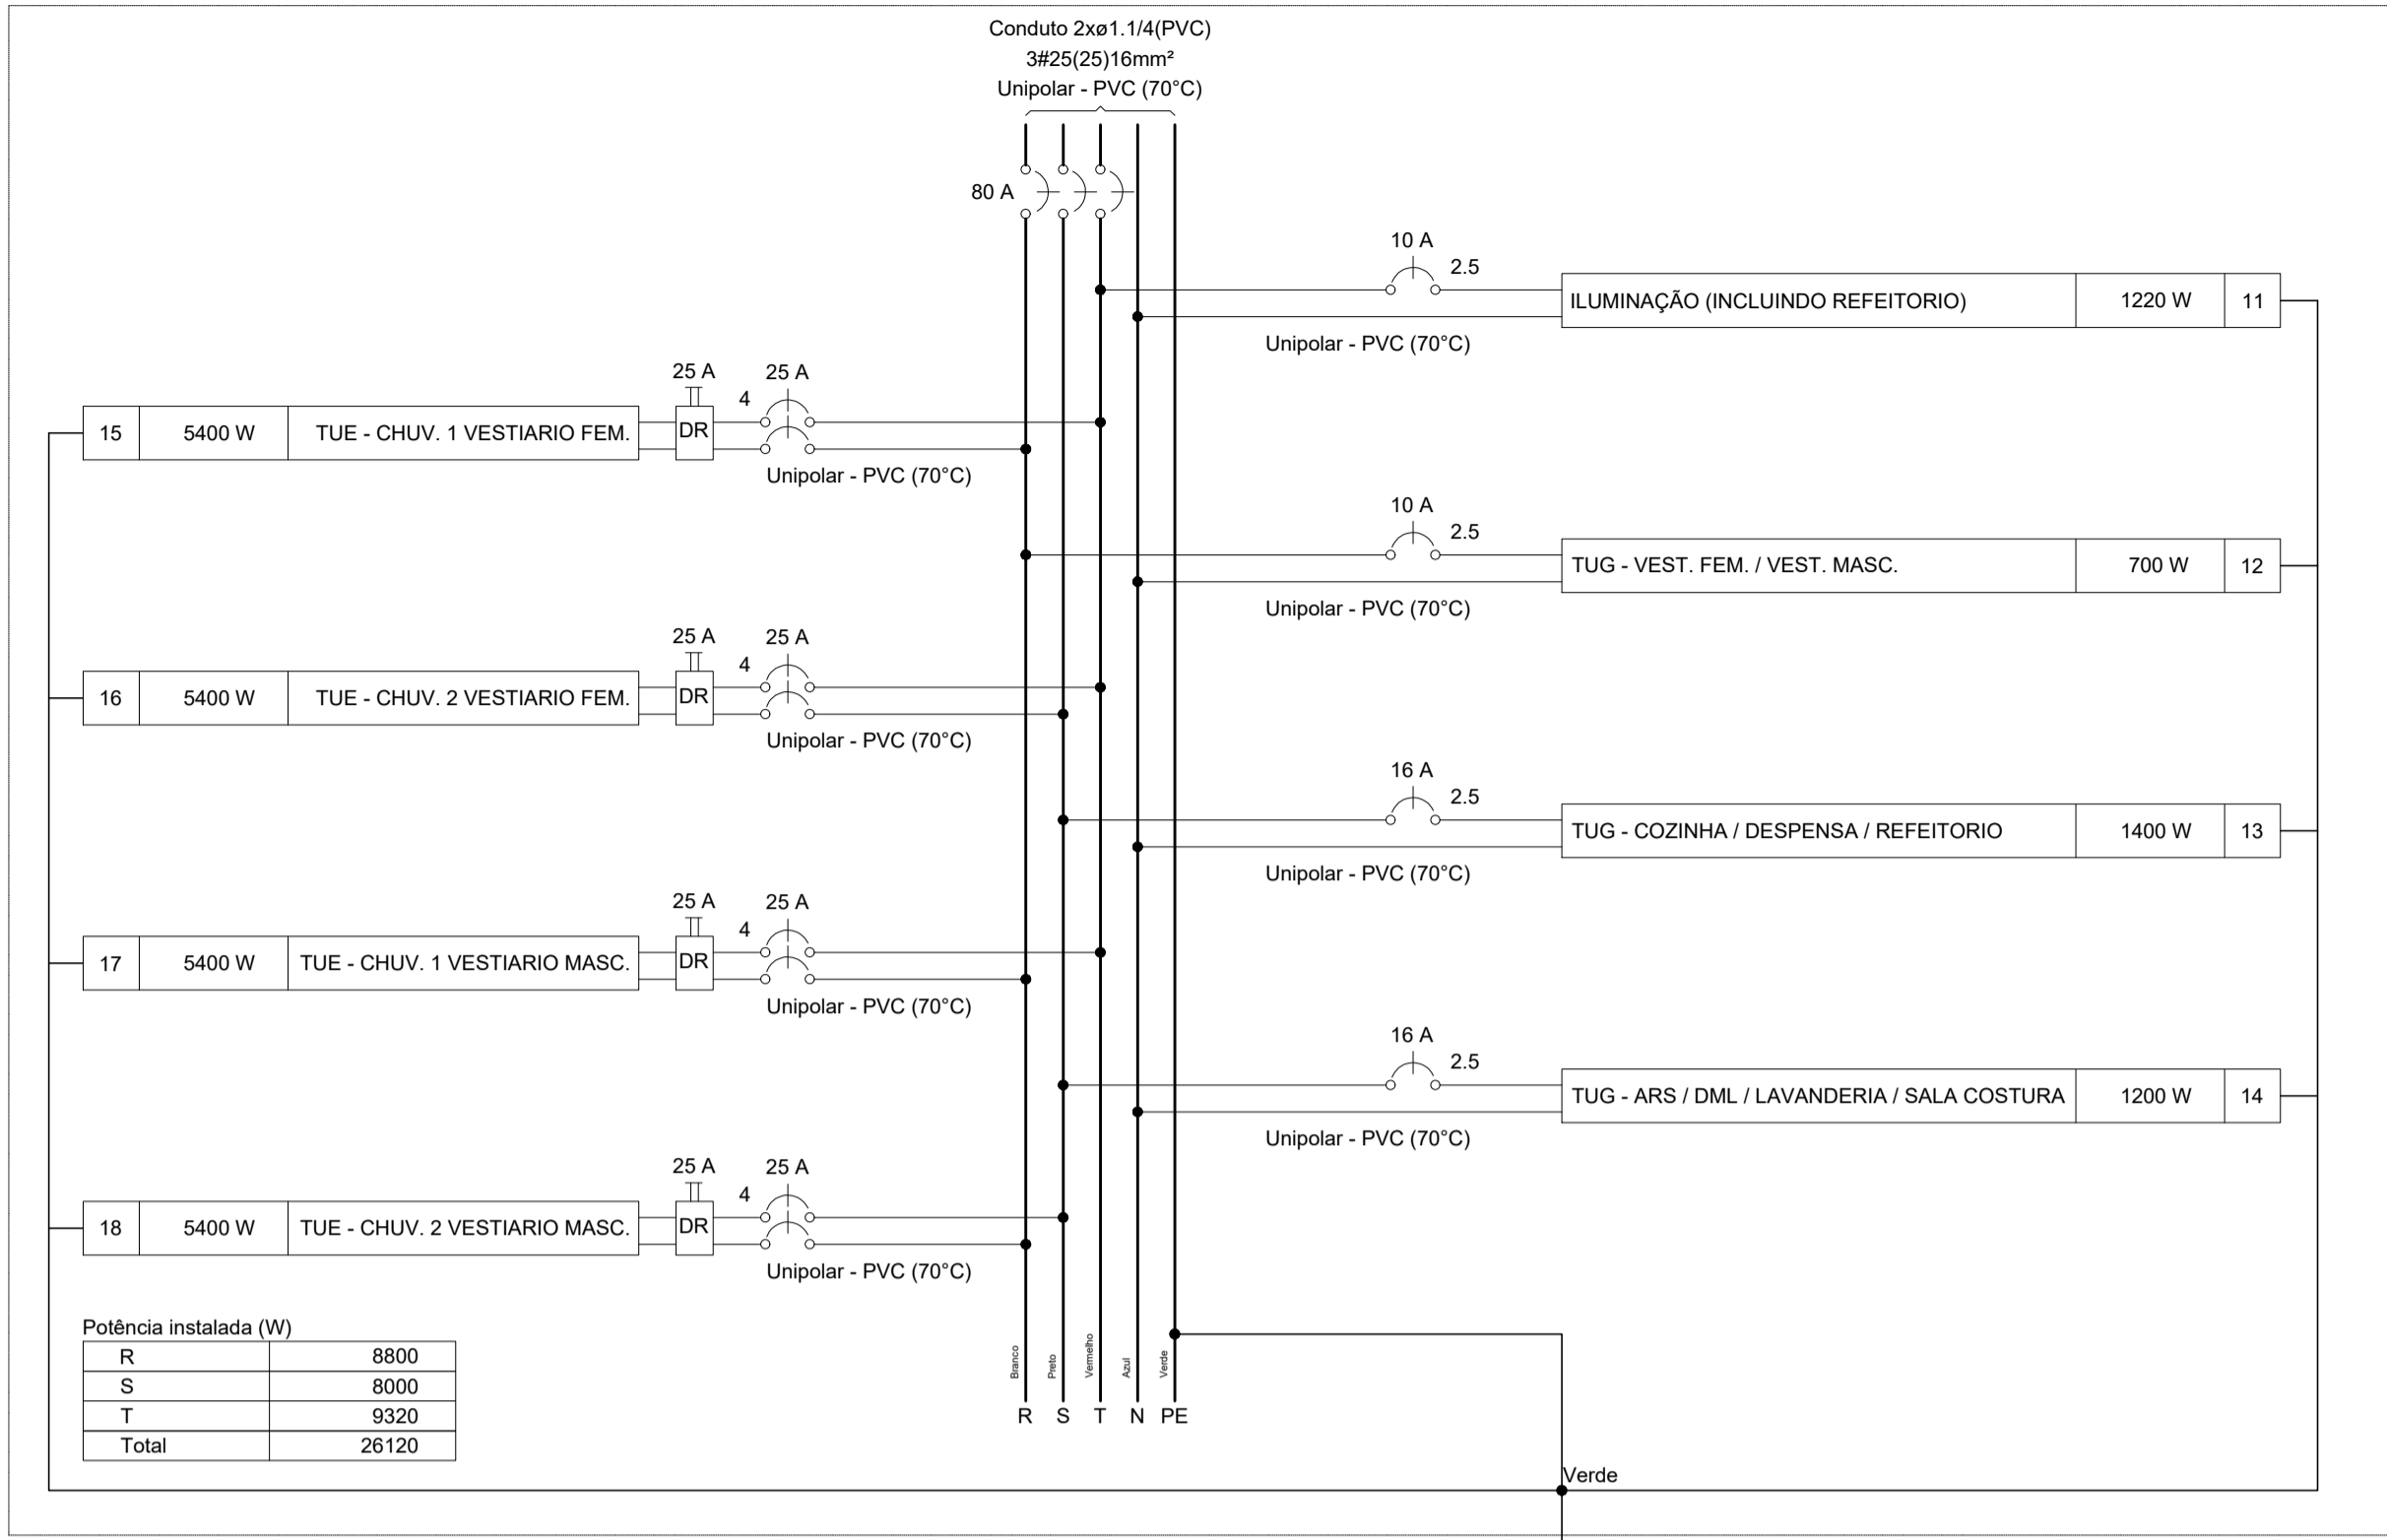 Conduto 2xø1.1/4(PVC)
3#25(25)16mm²
Unipolar - PVC (70°C)
80 A
10 A
2.5
ILUMINAÇÃO (INCLUINDO REFEITORIO) 1220 W 11
Unipolar - PVC (70°C)
25 A 25 A
4
15 5400 W TUE - CHUV. 1 VESTIARIO FEM. DR
Unipolar - PVC (70°C)
10 A
2.5
TUG - VEST. FEM. / VEST. MASC. 700 W 12
Unipolar - PVC (70°C)
25 A 25 A
4
16 5400 W TUE - CHUV. 2 VESTIARIO FEM. DR
Unipolar - PVC (70°C)
16 A
2.5
TUG - COZINHA / DESPENSA / REFEITORIO 1400 W 13
Unipolar - PVC (70°C)
25 A 25 A
4
17 5400 W TUE - CHUV. 1 VESTIARIO MASC. DR
Unipolar - PVC (70°C)
16 A
2.5
TUG - ARS / DML / LAVANDERIA / SALA COSTURA 1200 W 14
Unipolar - PVC (70°C)
25 A 25 A
4
18 5400 W TUE - CHUV. 2 VESTIARIO MASC. DR
Unipolar - PVC (70°C)
Potência instalada (W)
R 8800
S 8000
T 9320
Total 26120
Branco Preto Vermelho Azul Verde
R S T N PE
Verde